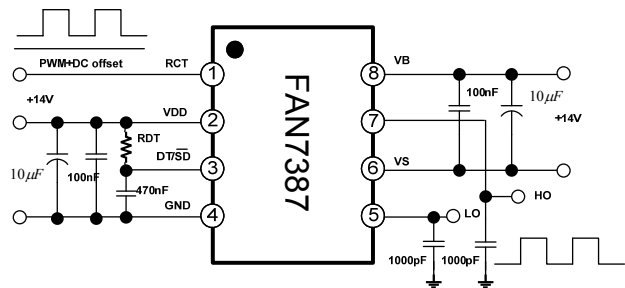 PWM+DC offset
RCT
1
+14V
VDD
2
RDT
DT/SD
3
10μF
100nF
470nF
GND
4
FAN7387
8
VB
100nF
10μF
+14V
7
6
VS
HO
5
LO
1000pF
1000pF